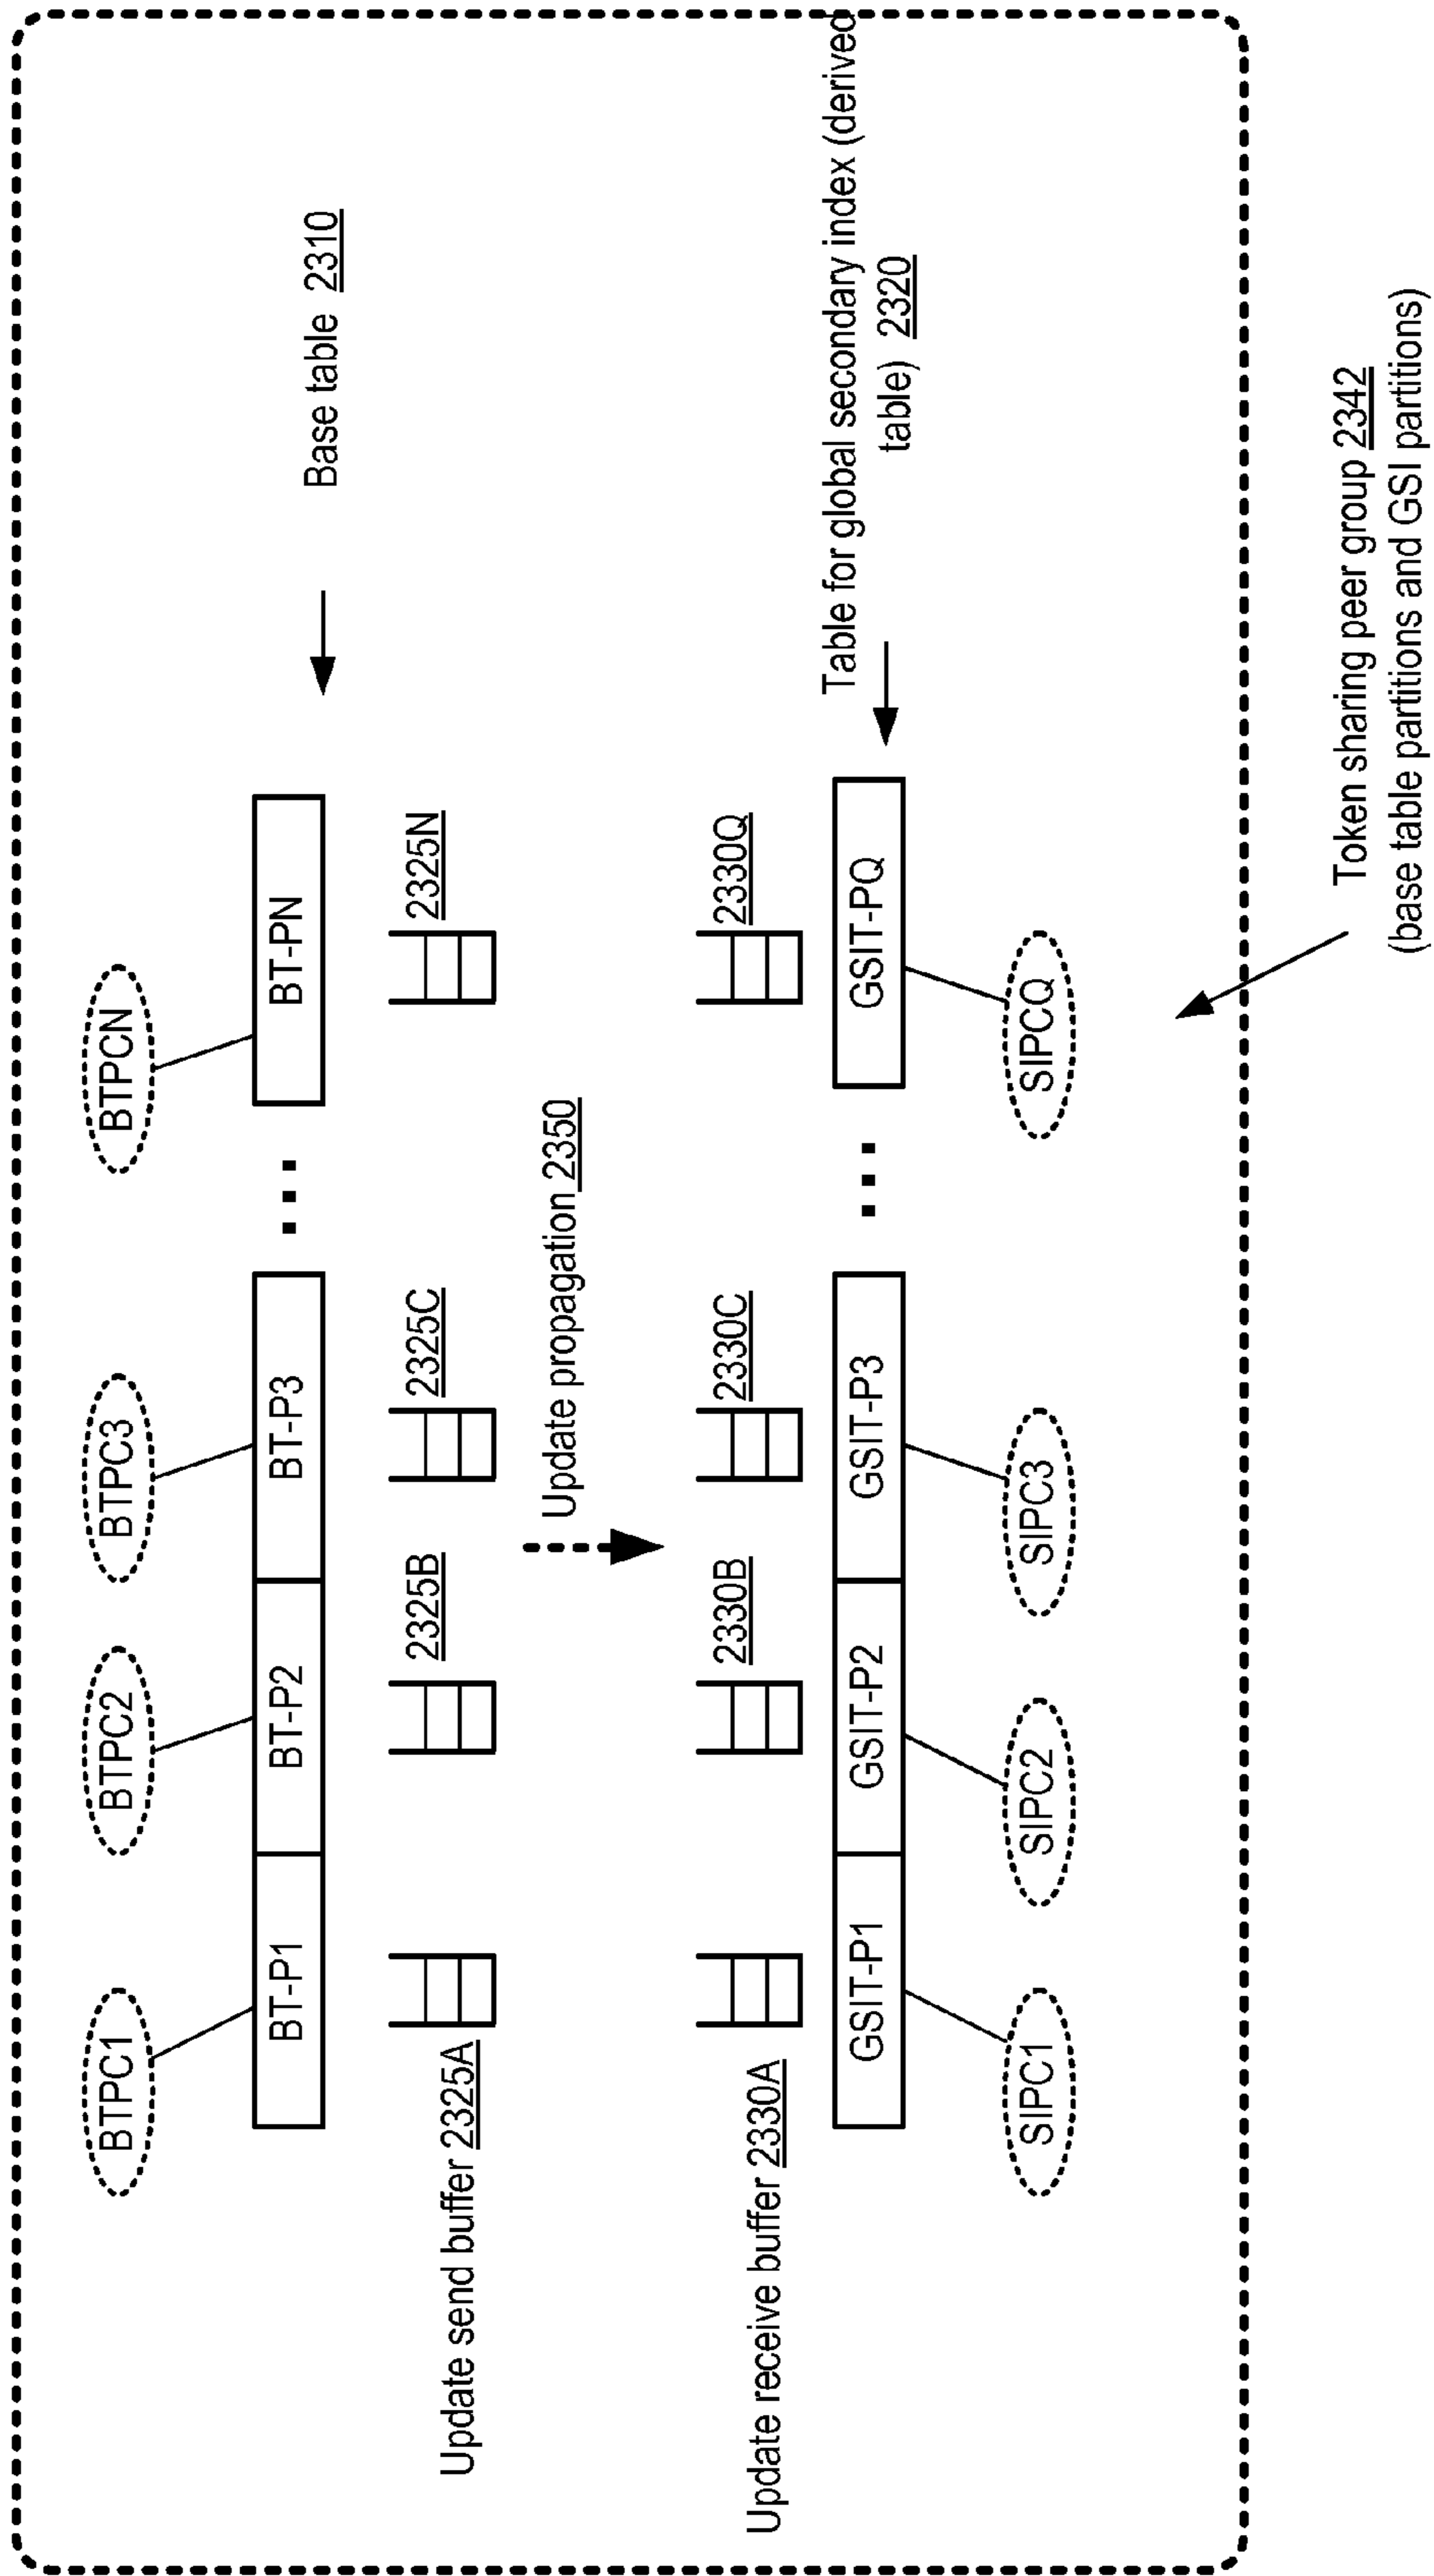 BTPC1
BTPC2
BTPC3
BTPCN
BT-P1
BT-P2
BT-P3
...
BT-PN
Base table 2310
Update send buffer 2325A
2325B
2325C
2325N
Update propagation 2350
Update receive buffer 2330A
2330B
2330C
2330Q
Table for global secondary index (derived
table) 2320
GSIT-P1
GSIT-P2
GSIT-P3
...
GSIT-PQ
SIPC1
SIPC2
SIPC3
SIPCQ
Token sharing peer group 2342
(base table partitions and GSI partitions)